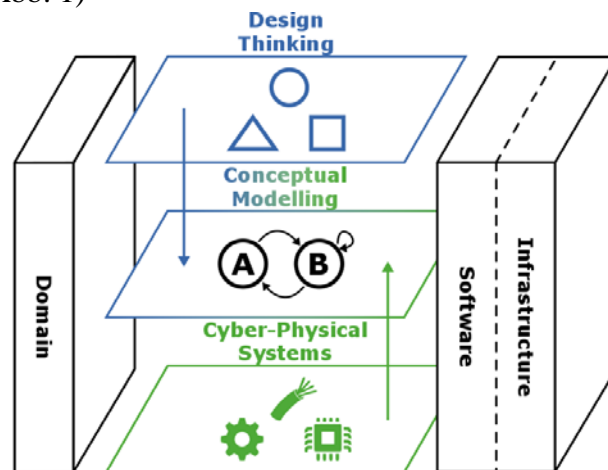 Design
Thinking
Conceptual
Modelling
A
B
Cyber-Physical
Systems
Domain
Software
Infrastructure